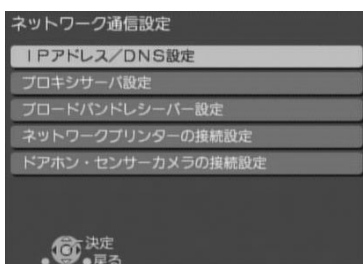 ネットワーク通信設定
IPアドレス／DNS設定
プロキシサーバ設定
ブロードバンドレシーバー設定
ネットワークプリンターの接続設定
ドアホン・センサーカメラの接続設定
決定
戻る